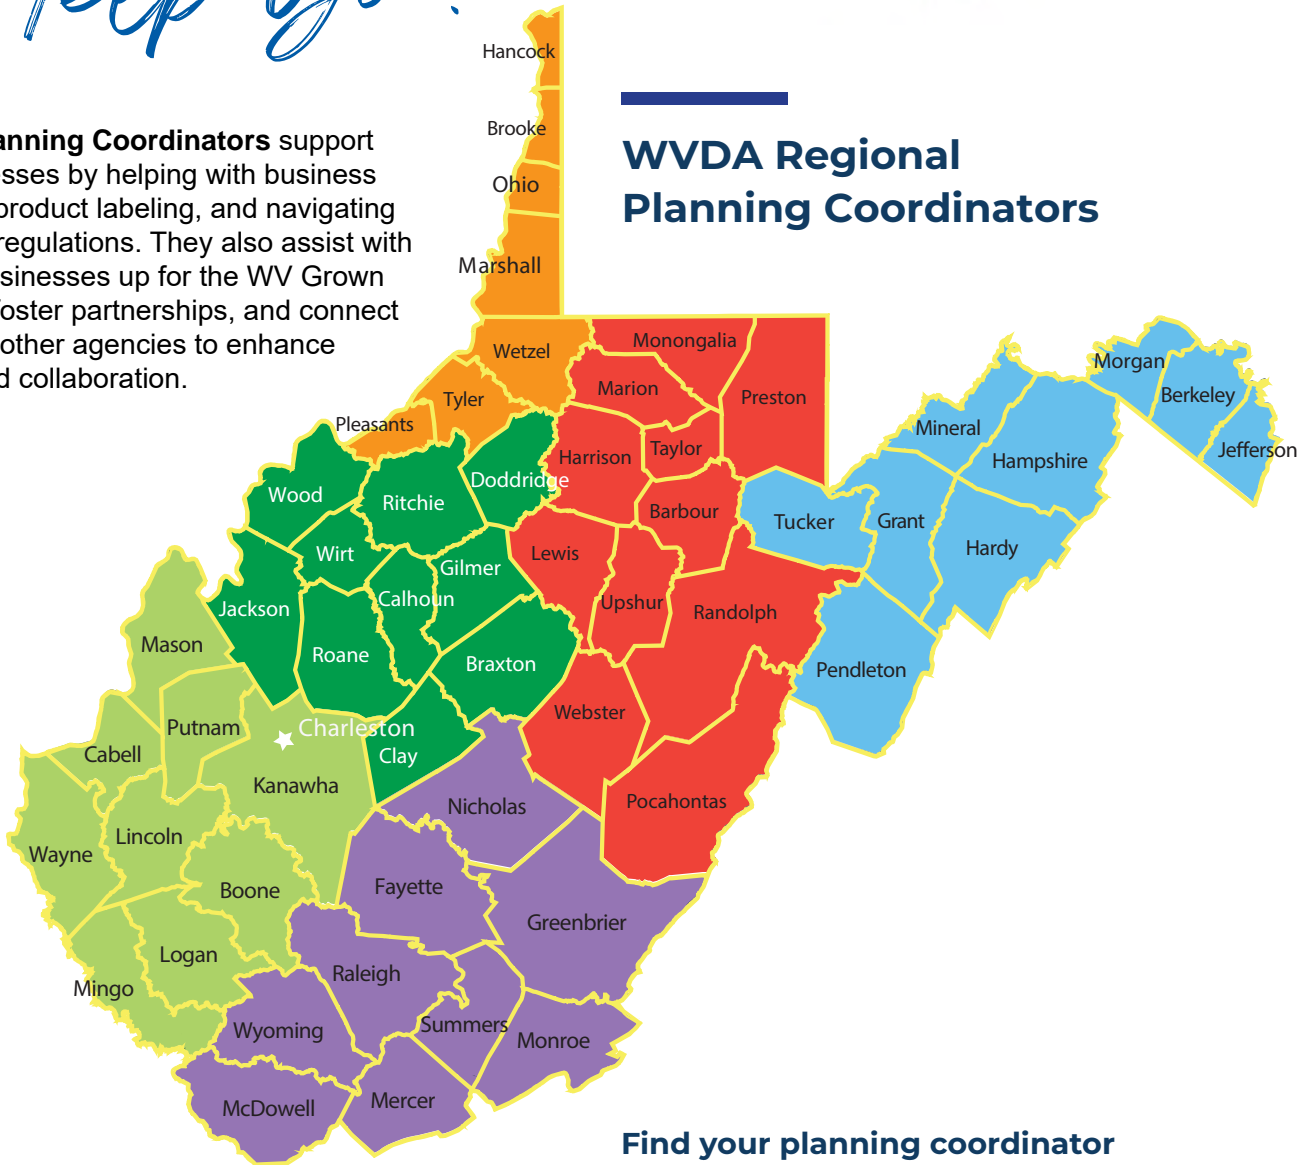 help you!
anning Coordinators support
esses by helping with business
product labeling, and navigating
regulations. They also assist with
sinesses up for the WV Grown
oster partnerships, and connect
other agencies to enhance
d collaboration.
WVDA Regional
Planning Coordinators
Hancock
Brooke
Ohio
Marshall
Wetzel
Monongalia
Morgan
Marion
Preston
Berkeley
Tyler
Pleasants
Mineral
Jefferson
Harrison
Taylor
Hampshire
Doddridge
Wood
Ritchie
Barbour
Tucker
Grant
Wirt
Lewis
Hardy
Gilmer
Calhoun
Upshur
Jackson
Randolph
Mason
Roane
Braxton
Pendleton
Webster
Putnam
Charleston
Cabell
Clay
Kanawha
Pocahontas
Nicholas
Lincoln
Wayne
Boone
Fayette
Greenbrier
Logan
Raleigh
Mingo
Wyoming
Summers
Monroe
McDowell
Mercer
Find your planning coordinator